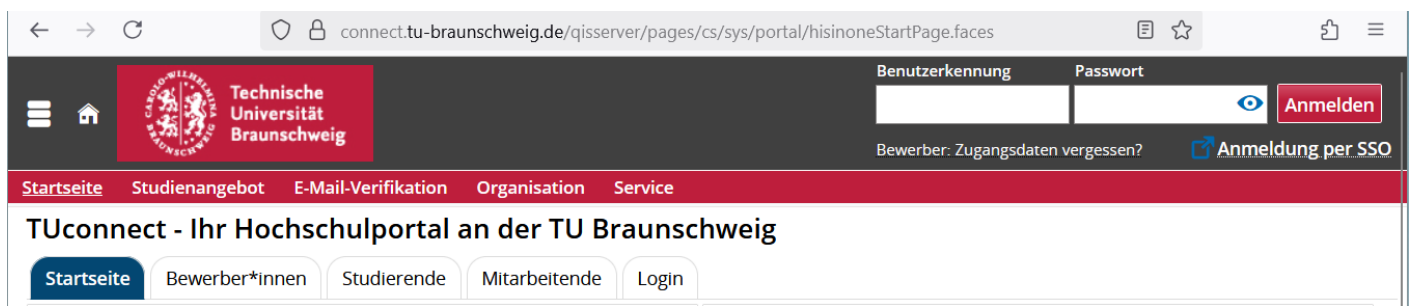 connect.tu-braunschweig.de/qisserver/pages/cs/sys/portal/hisinoneStartPage.faces
Benutzerkennung Passwort
Technische
Universität
Braunschweig
Anmelden
Bewerber: Zugangsdaten vergessen? Anmeldung per SSO
Startseite Studienangebot E-Mail-Verifikation Organisation Service
TUconnect - Ihr Hochschulportal an der TU Braunschweig
Startseite Bewerber*innen Studierende Mitarbeitende Login